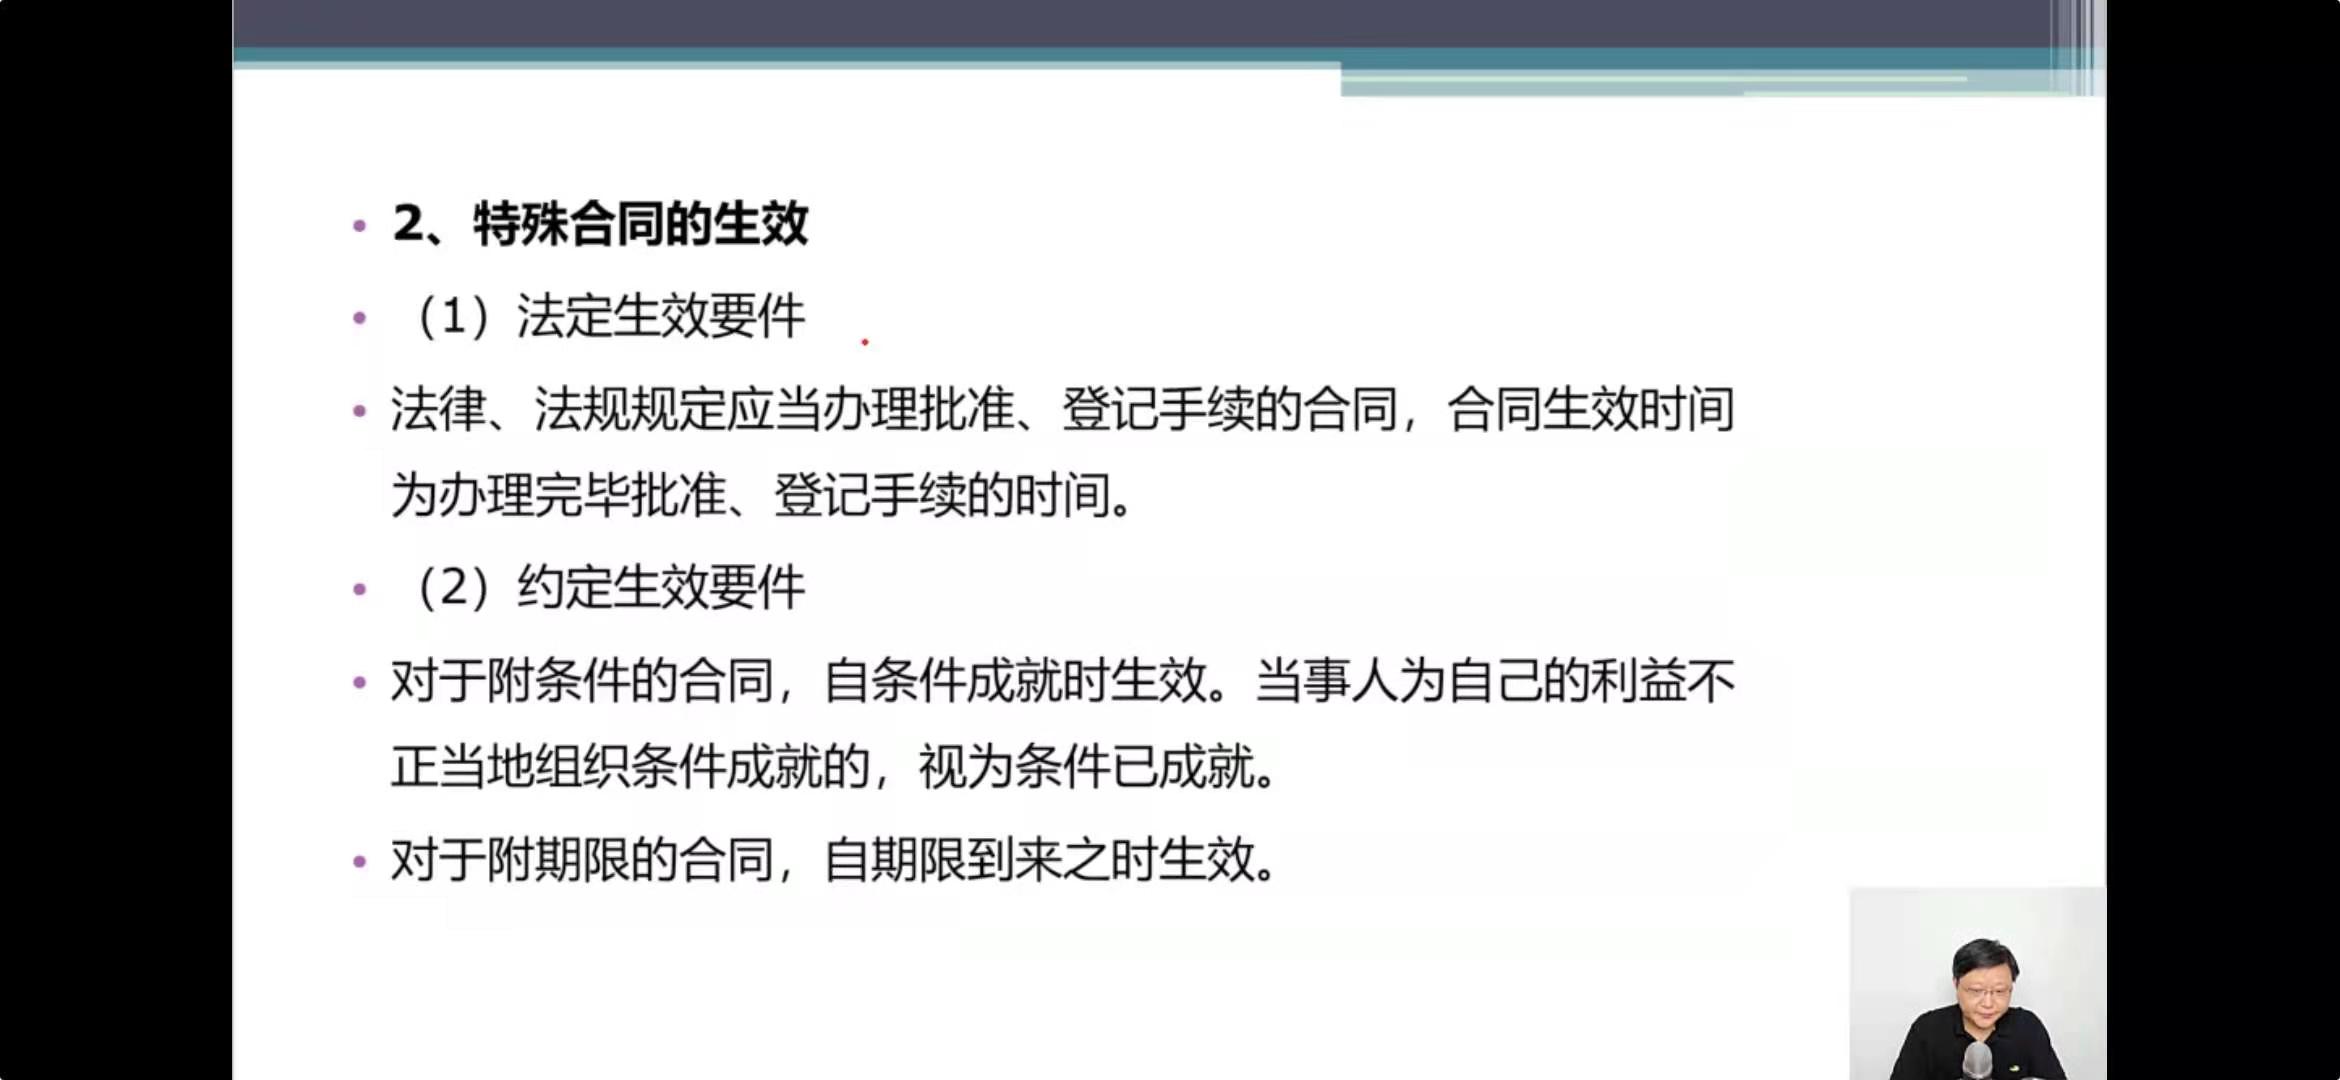 2、特殊合同的生效
（1）法定生效要件
法律、法规规定应当办理批准、登记手续的合同，合同生效时间
为办理完毕批准、登记手续的时间。
（2）约定生效要件
对于附条件的合同，自条件成就时生效。当事人为自己的利益不
正当地组织条件成就的，视为条件已成就。
对于附期限的合同，自期限到来之时生效。